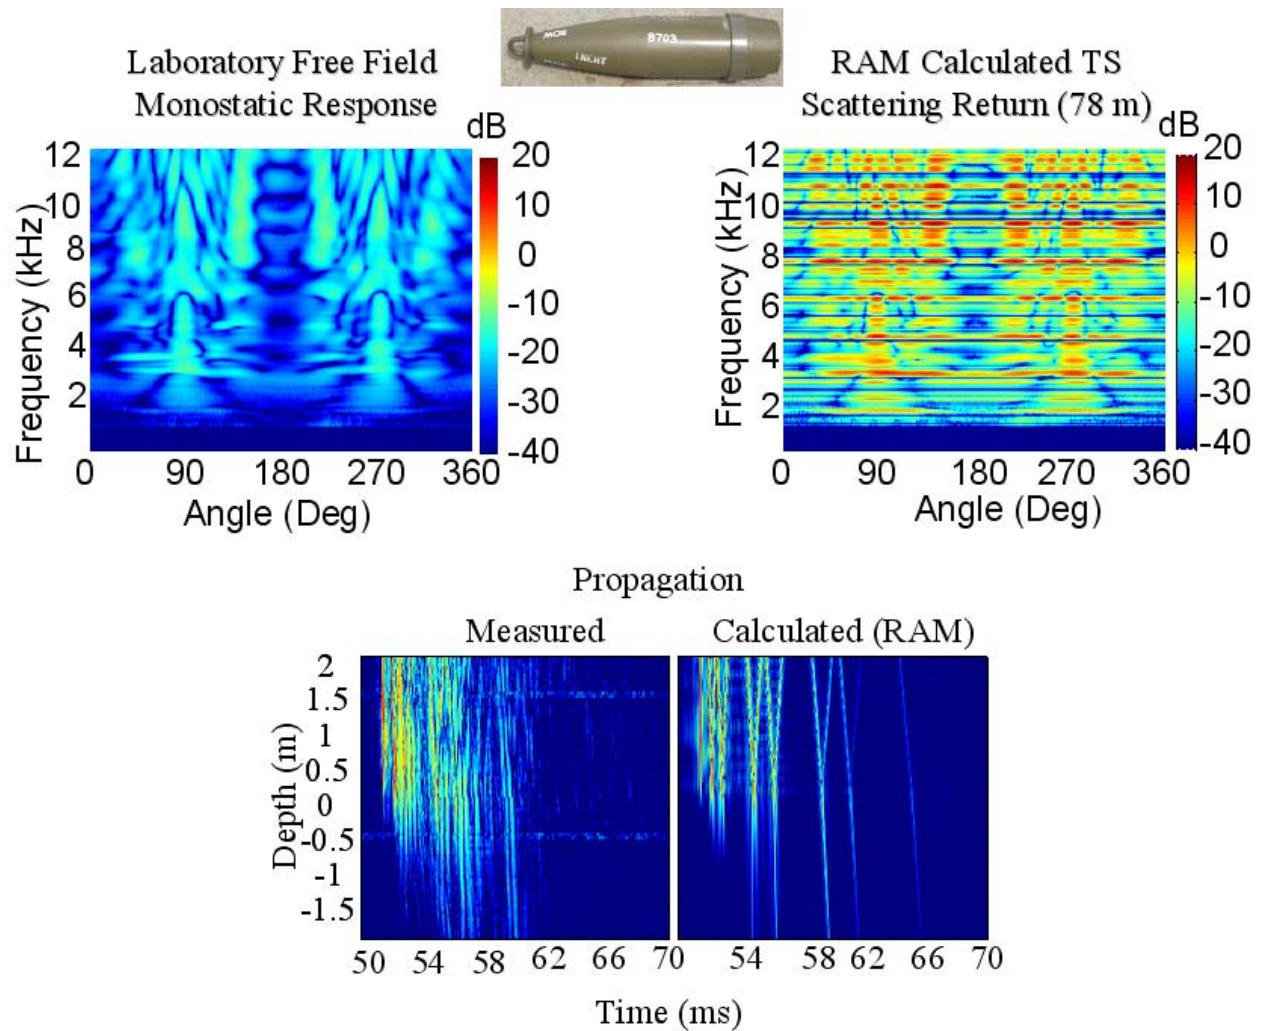 Laboratory Free Field
Monostatic Response
8703
RAM Calculated TS
Scattering Return (78 m)
dB
12
10
8
6
4
2
Frequency (kHz)
0 90 180 270 360
Angle (Deg)
20
10
0
-10
-20
-30
-40
dB
12
10
8
6
4
2
Frequency (kHz)
0 90 180 270 360
Angle (Deg)
20
10
0
-10
-20
-30
-40
Propagation
Measured Calculated (RAM)
2
1.5
1
0.5
0
-0.5
-1
-1.5
Depth (m)
50 54 58 62 66 70 54 58 62 66 70
Time (ms)